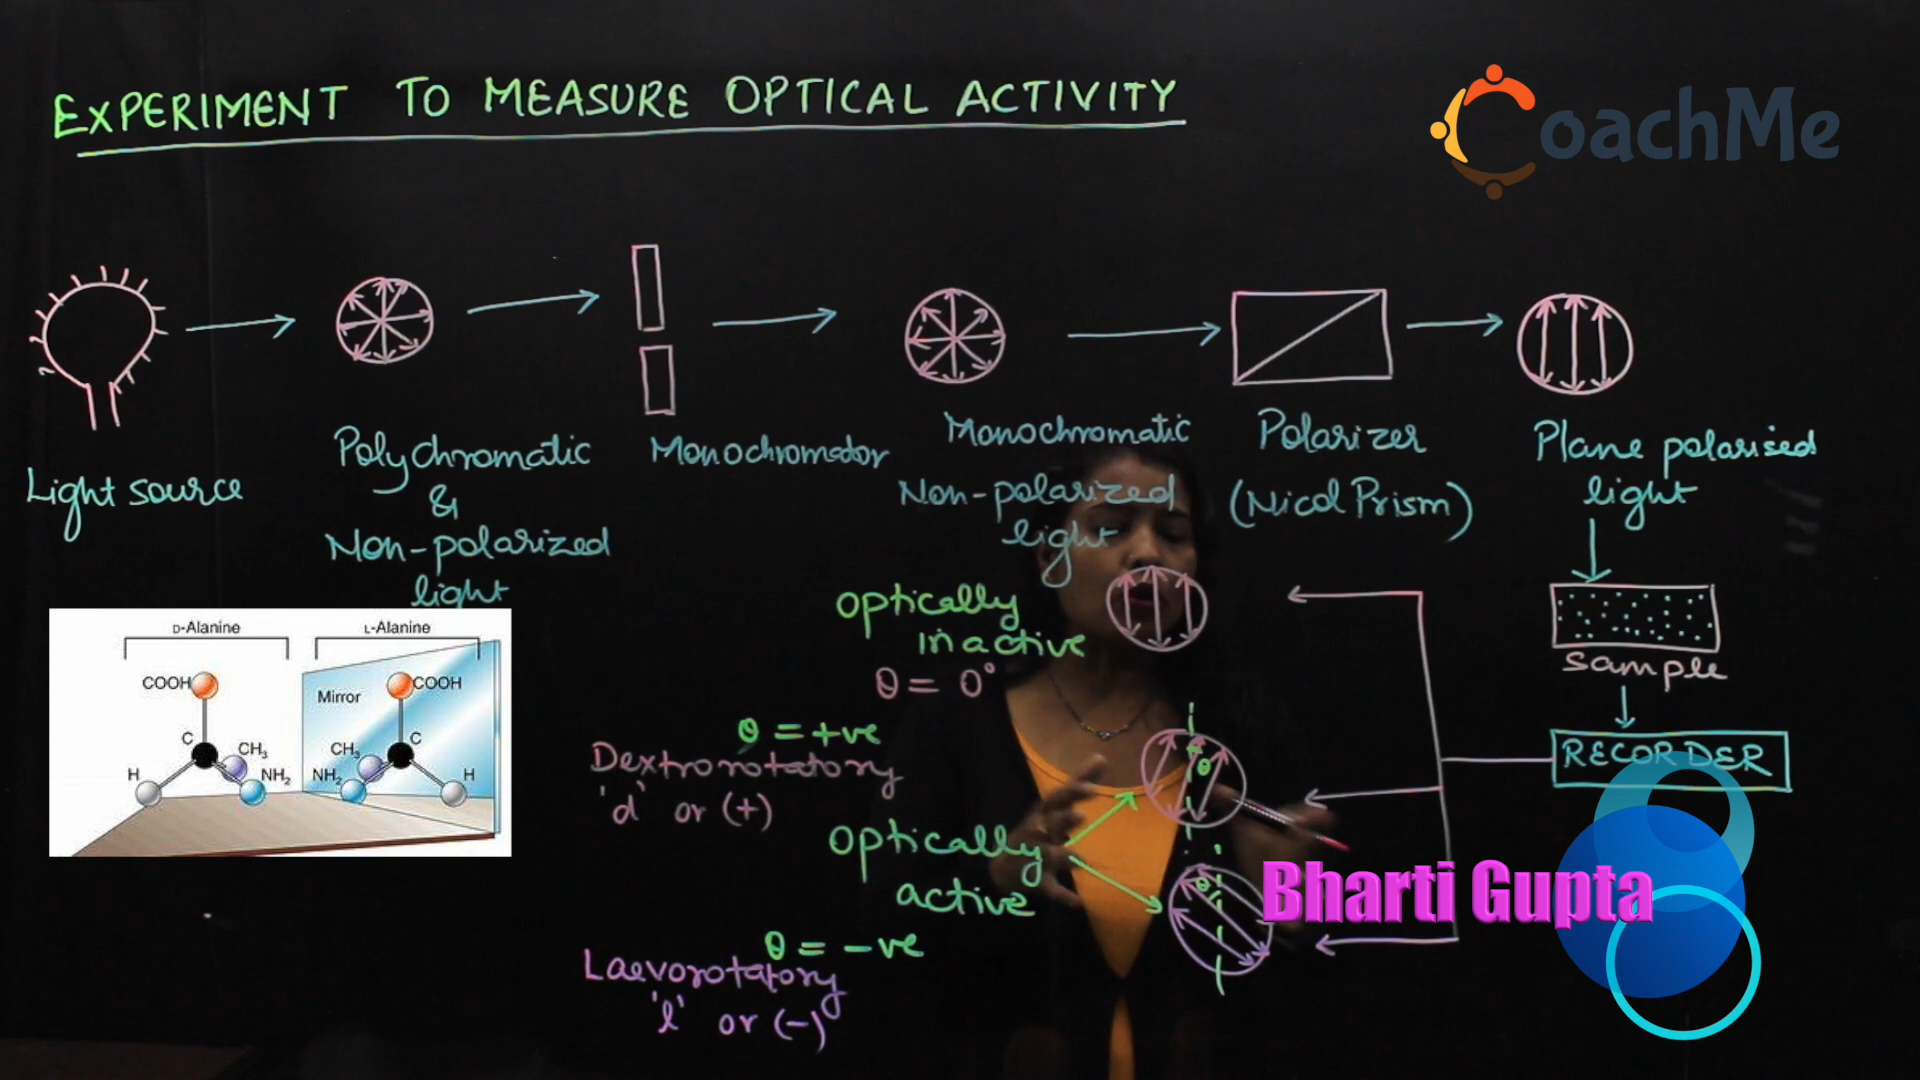 EXPERIMENT TO MEASURE OPTICAL ACTIVITY
CoachMe
Light source
Polychromatic
&
Non-polarized
light
Monochromator
Monochromatic
Non-polarized
light
Polarizer
(Nicol Prism)
Plane polarised
light
sample
RECORDER
optically
inactive
θ = 0°
θ = +ve
Dextrorotatory
'd' or (+)
θ
optically
active
θ
θ = -ve
Laevorotatory
'l' or (-)
D-Alanine
L-Alanine
COOH
COOH
Mirror
C
CH3
H
NH2
C
CH3
NH2
H
Bharti Gupta